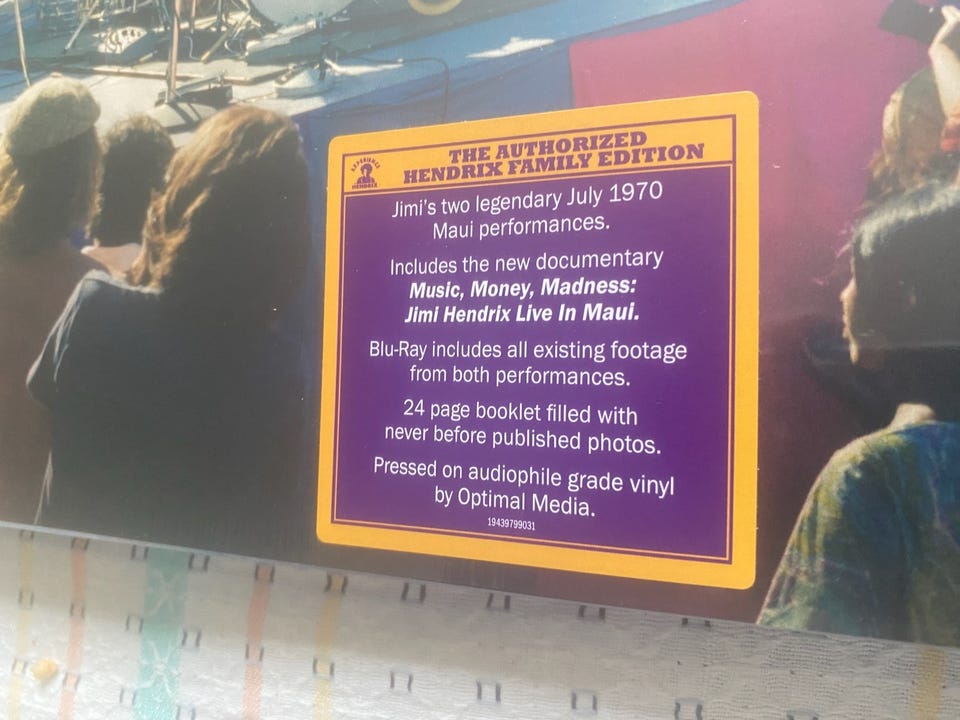 EXPERIENCE
HENDRIX
THE AUTHORIZED
HENDRIX FAMILY EDITION
Jimi's two legendary July 1970
Maui performances.
Includes the new documentary
Music, Money, Madness:
Jimi Hendrix Live In Maui.
Blu-Ray includes all existing footage
from both performances.
24 page booklet filled with
never before published photos.
Pressed on audiophile grade vinyl
by Optimal Media.
19439799031